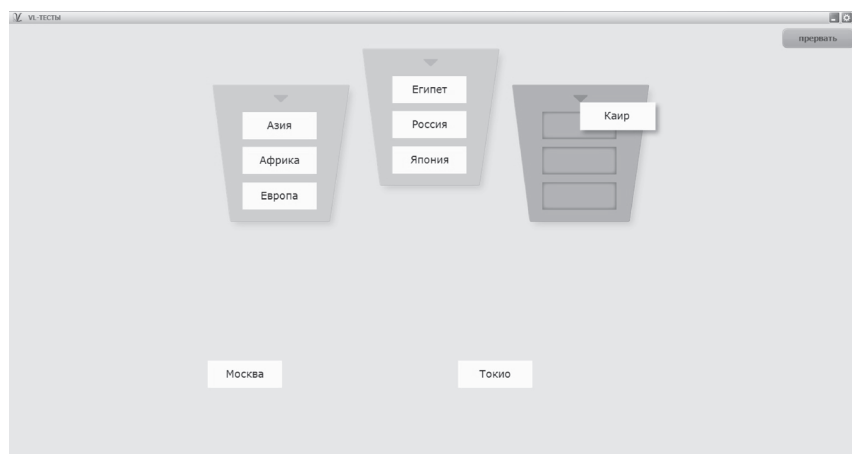 VL-ТЕСТЫ
прервать
Азия
Африка
Европа
Египет
Россия
Япония
Каир
Москва
Токио